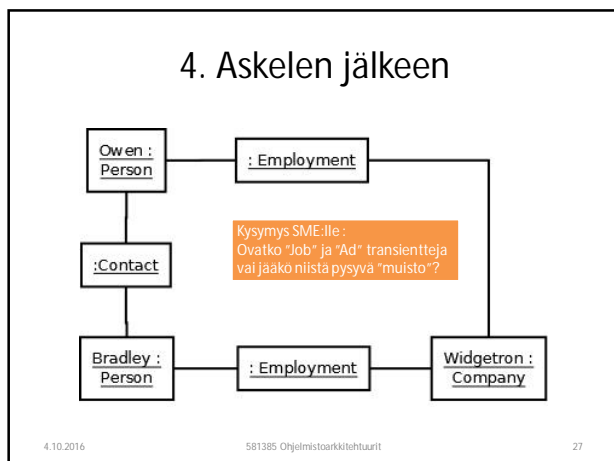 4. Askelen jälkeen
Owen :
Person
: Employment
Kysymys SME:lle :
Ovatko "Job" ja "Ad" transientteja
vai jääkö niistä pysyvä "muisto"?
:Contact
Bradley :
Person
: Employment
Widgetron :
Company
4.10.2016
581385 Ohjelmistoarkkitehtuurit
27